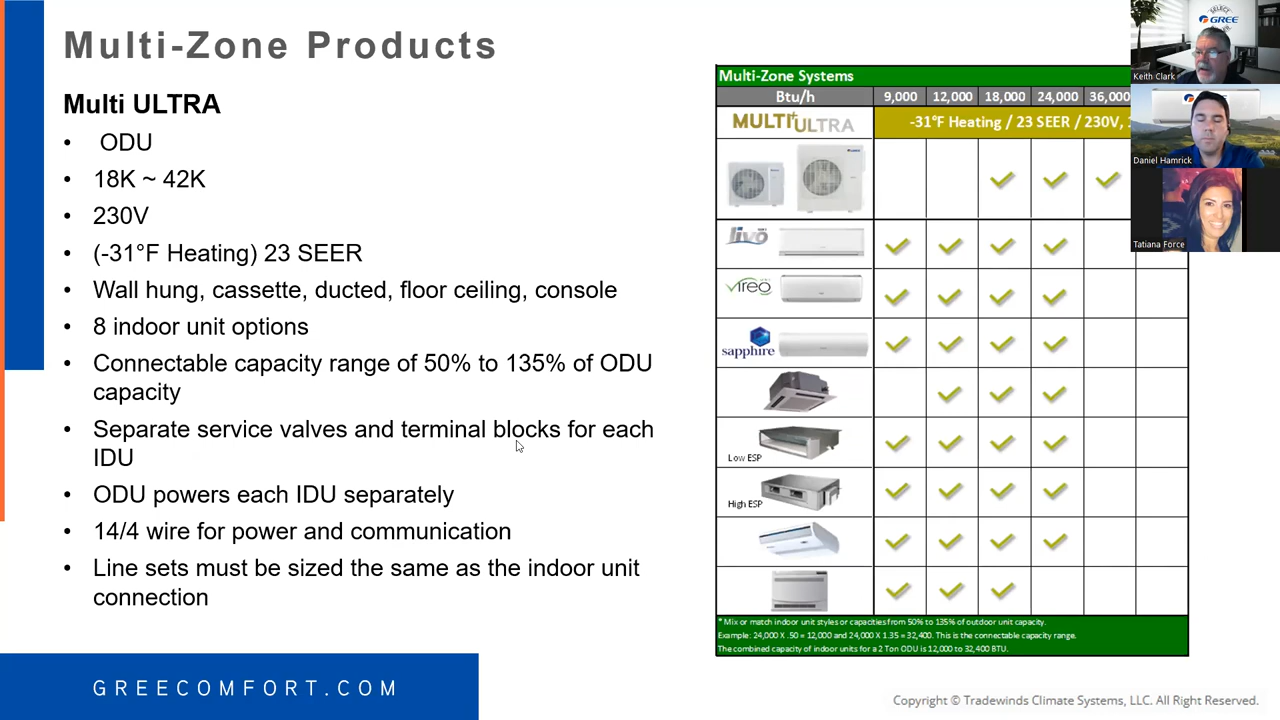 Multi-Zone Products
Multi ULTRA
• ODU
• 18K ~ 42K
• 230V
• (-31°F Heating) 23 SEER
• Wall hung, cassette, ducted, floor ceiling, console
• 8 indoor unit options
• Connectable capacity range of 50% to 135% of ODU
capacity
• Separate service valves and terminal blocks for each
IDU
• ODU powers each IDU separately
• 14/4 wire for power and communication
• Line sets must be sized the same as the indoor unit
connection
GREECOMFORT.COM
Multi-Zone Systems
Btu/h 9,000 12,000 18,000 24,000 36,000
MULTI+ULTRA -31°F Heating / 23 SEER / 230V,
livo
vireo
sapphire
Low ESP
High ESP
* Mix or match indoor unit styles or capacities from 50% to 135% of outdoor unit capacity.
Example: 24,000 X .50 = 12,000 and 24,000 X 1.35 = 32,400. This is the connectable capacity range.
The combined capacity of indoor units for a 2 Ton ODU is 12,000 to 32,400 BTU.
SELECT
GREE
Keith Clark
Daniel Hamrick
Tatiana Force
Copyright © Tradewinds Climate Systems, LLC. All Right Reserved.